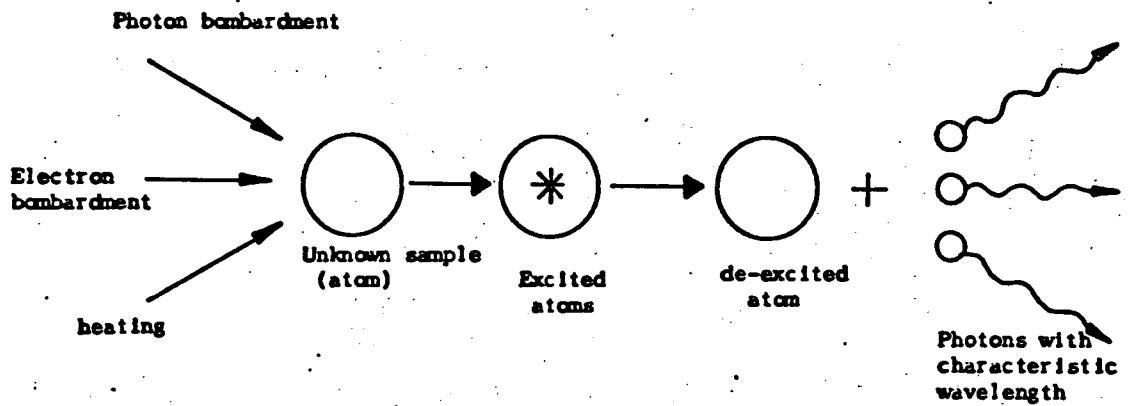 Photon bombardment
Electron
bombardment
heating
Unknown sample
(atom)
Excited
atoms
de-excited
atom
+
Photons with
characteristic
wavelength